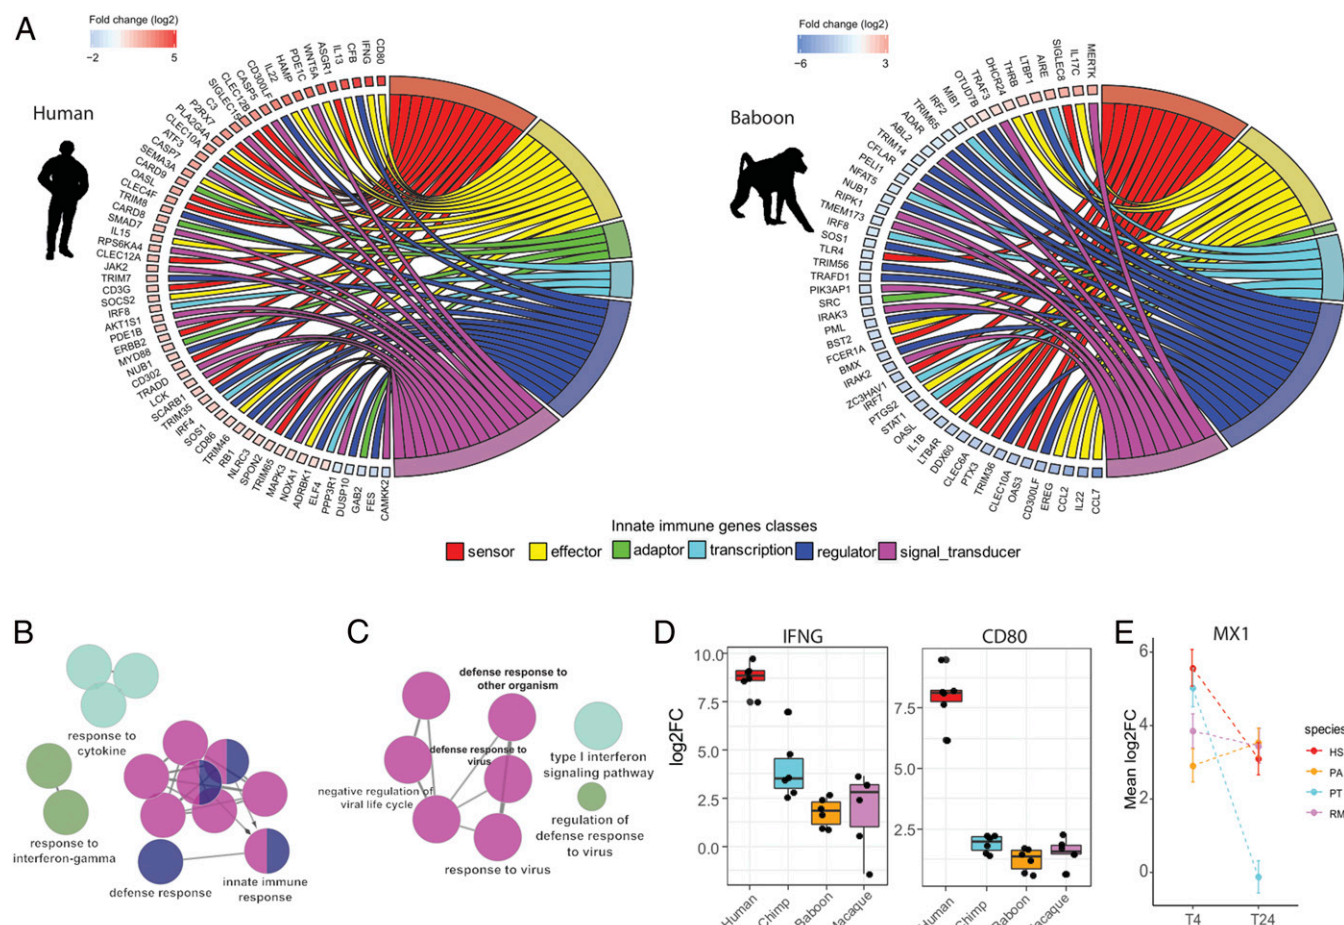 A
Fold change (log2)
−2
5
Human
CD80
IFNG
CFB
IL13
ASGR1
WNT5A
PDE1C
HAMP
IL22
CD300LF
CASP5
CLEC12B
SIGLEC15
C3
P2RX7
PLA2G4A
CLEC10A
ATF3
CASP7
SEMA3A
CARD9
OASL
CLEC4F
TRIM8
CARD8
SMAD7
IL15
RPS6KA4
CLEC12A
JAK2
TRIM7
CD3G
SOCS2
IRF8
AKT1S1
PDE1B
ERBB2
MYD88
NUB1
CD302
TRADD
LCK
SCARB1
TRIM35
IRF4
SOS1
CD86
TRIM46
RB1
NLRC3
SPON2
TRIM65
MAPK3
NOXA1
ADRBK1
ELF4
PPP3R1
DUSP10
GAB2
FES
CAMKK2
Fold change (log2)
−6
3
Baboon
MERTK
IL17C
SIGLEC8
AIRE
LTBP1
THRB
DHCR24
TRAF3
OTUD7B
MIB1
IRF2
TRIM65
ADAR
ABL2
TRIM14
CFLAR
PELI1
NFAT5
NUB1
RIPK1
TMEM173
IRF8
SOS1
TLR4
TRIM56
TRAFD1
PIK3AP1
SRC
IRAK3
PML
BST2
FCER1A
BMX
IRAK2
ZC3HAV1
IRF7
PTGS2
STAT1
OASL
IL1B
LTB4R
DDX60
CLEC6A
PTX3
TRIM36
CLEC10A
OAS3
CD300LF
EREG
CCL2
IL22
CCL7
Innate immune genes classes
sensor
effector
adaptor
transcription
regulator
signal_transducer
B
response to
cytokine
response to
interferon-gamma
defense response
innate immune
response
C
defense response to
other organism
defense response to
virus
negative regulation of
viral life cycle
response to virus
type I interferon
signaling pathway
regulation of
defense response
to virus
D
IFNG
log2FC
10.0
7.5
5.0
2.5
0.0
Human
Chimp
Baboon
Macaque
CD80
7.5
5.0
2.5
Human
Chimp
Baboon
Macaque
E
MX1
Mean log2FC
6
4
2
0
T4
T24
species
HS
PA
PT
RM